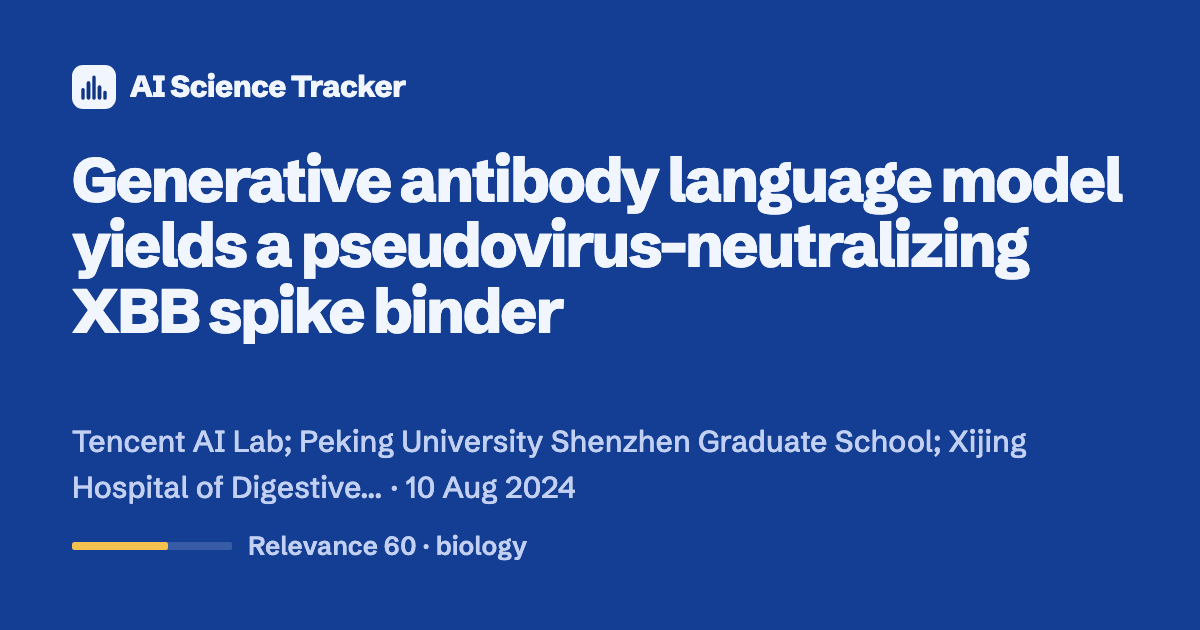 AI Science Tracker
Generative antibody language model
yields a pseudovirus-neutralizing
XBB spike binder
Tencent AI Lab; Peking University Shenzhen Graduate School; Xijing
Hospital of Digestive... · 10 Aug 2024
Relevance 60 · biology